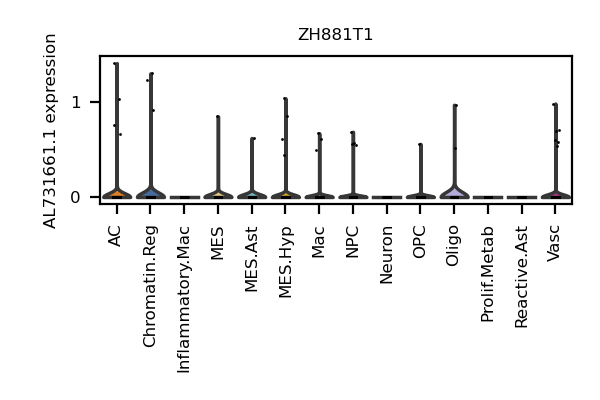 ZH881T1
AL731661.1 expression
1
0
AC
Chromatin.Reg
Inflammatory.Mac
MES
MES.Ast
MES.Hyp
Mac
NPC
Neuron
OPC
Oligo
Prolif.Metab
Reactive.Ast
Vasc